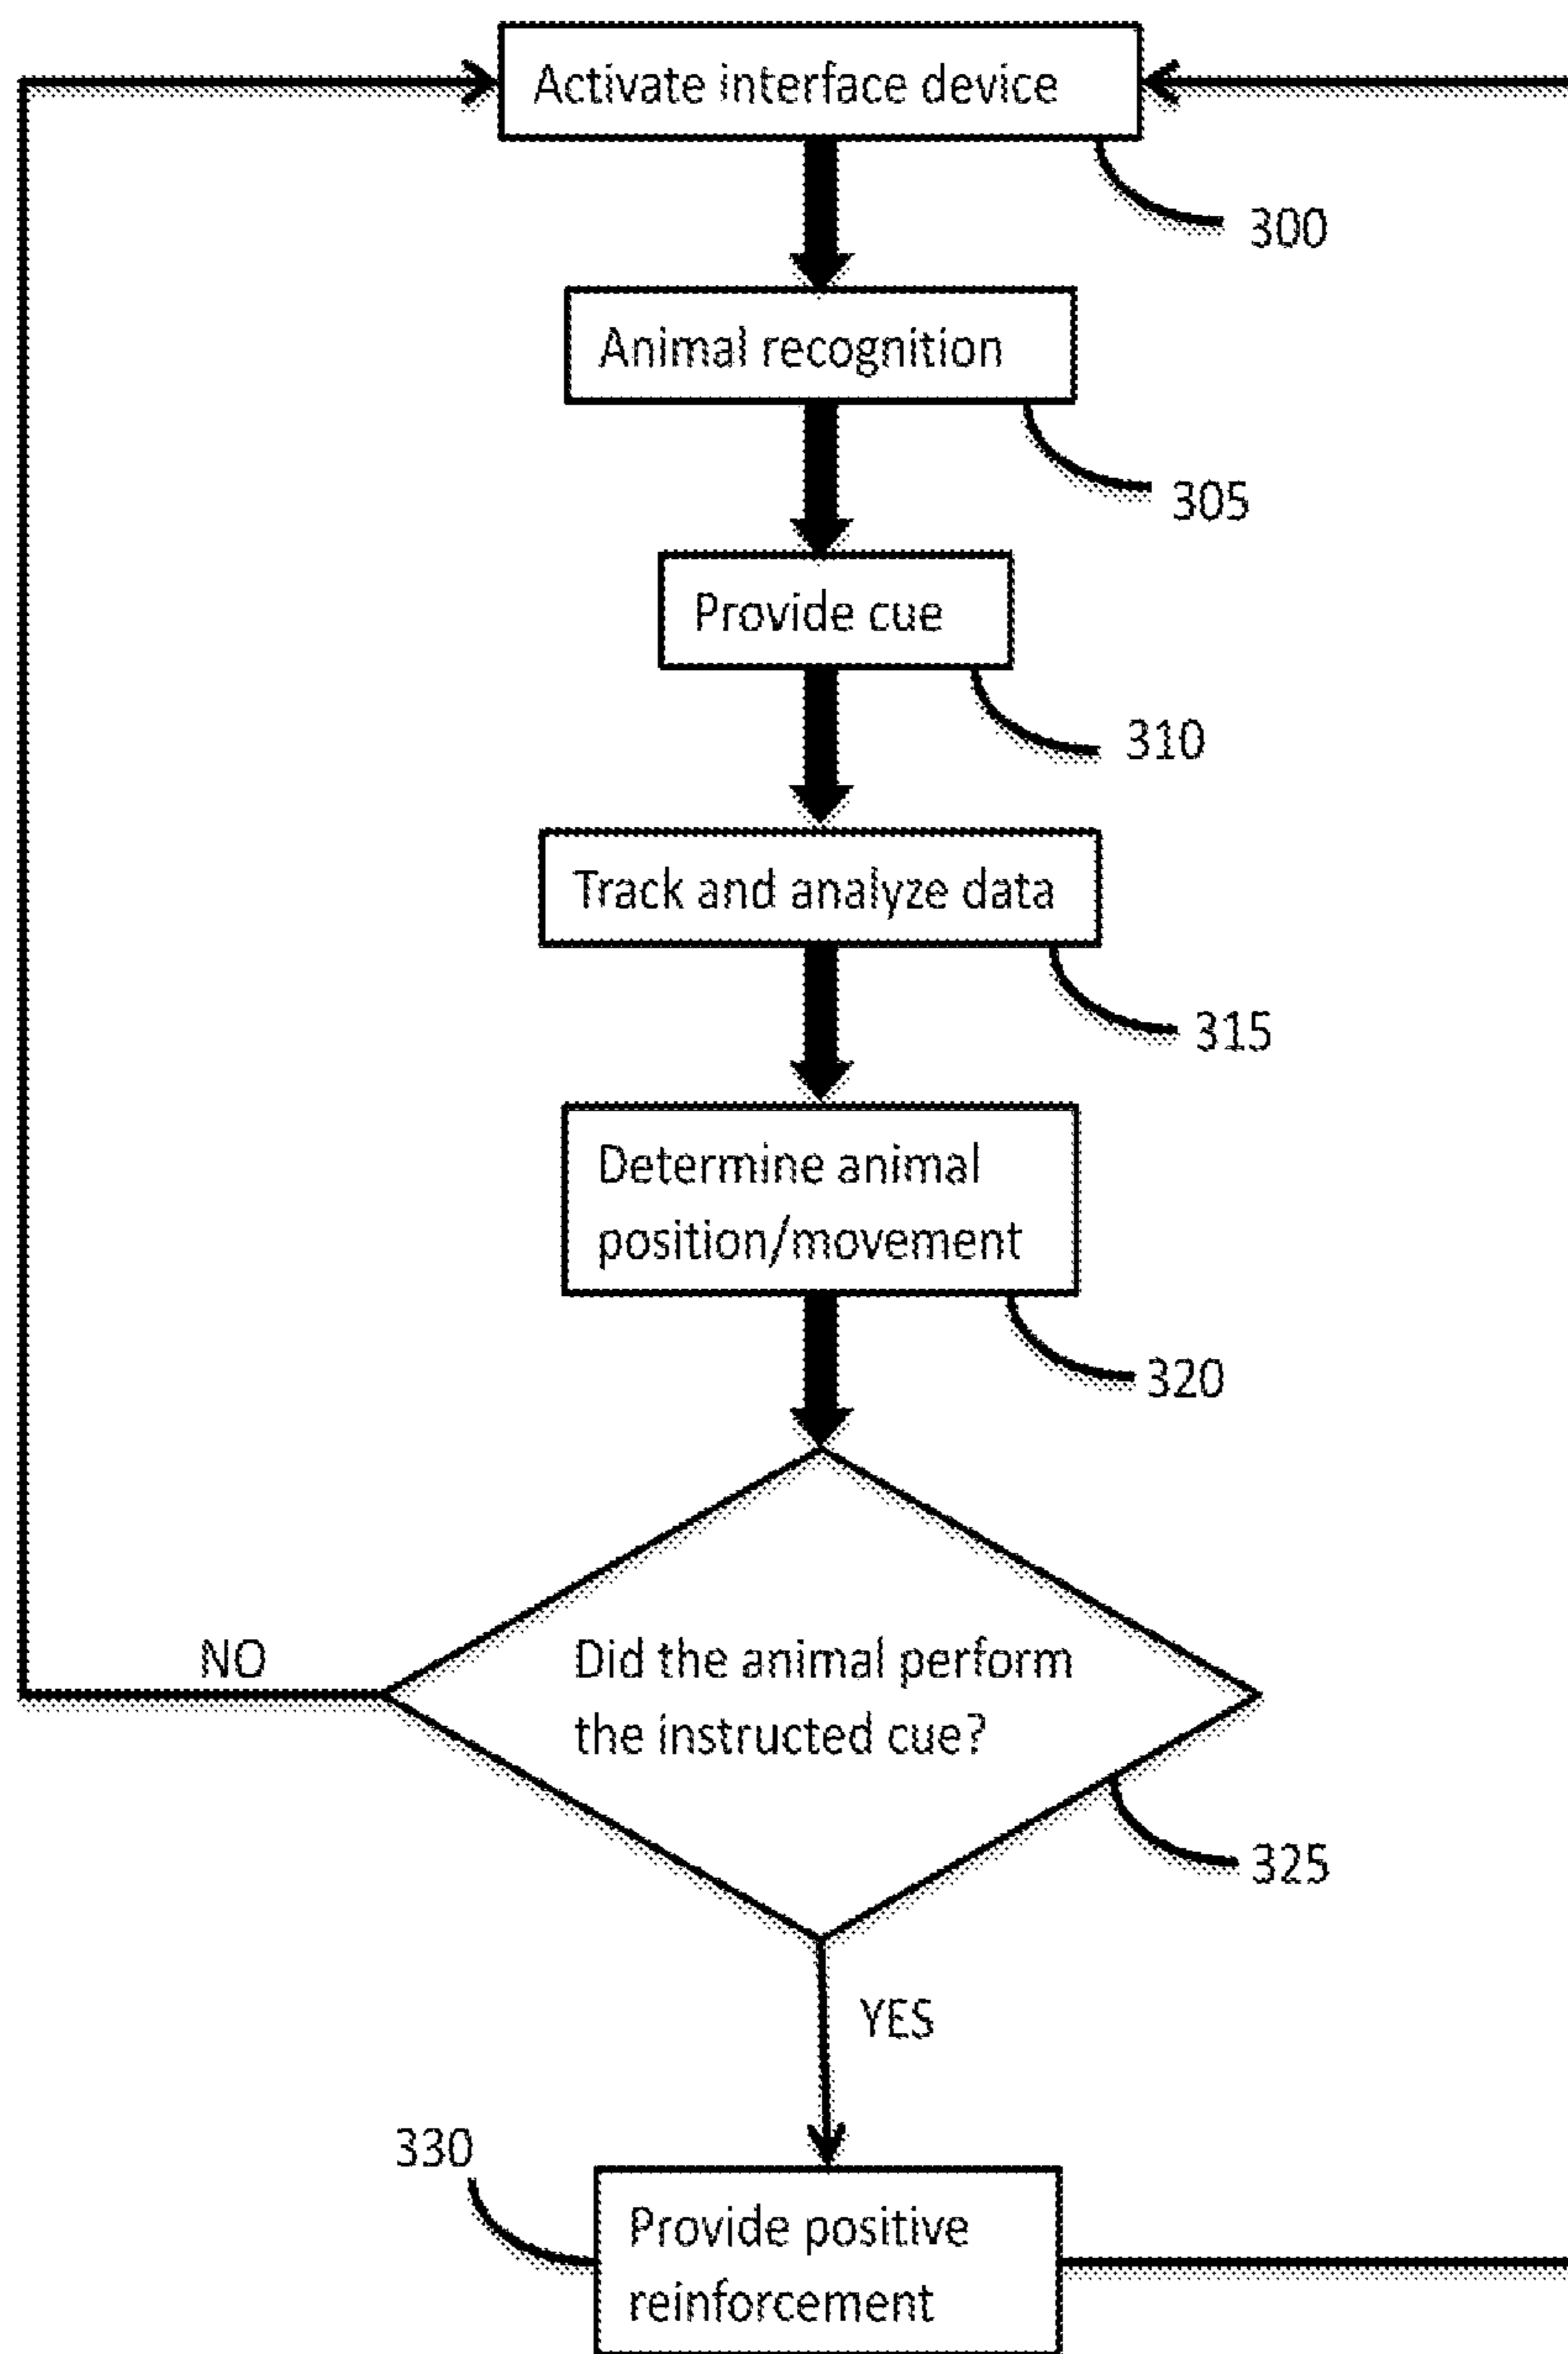 Activate interface device
300
Animal recognition
305
Provide cue
310
Track and analyze data
315
Determine animal
position/movement
320
Did the animal perform
the instructed cue?
NO
325
YES
330
Provide positive
reinforcement